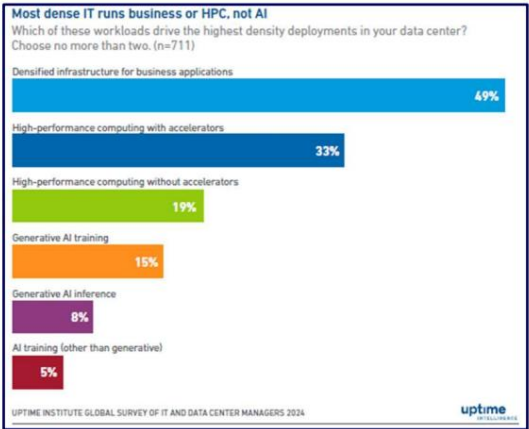 Most dense IT runs business or HPC, not AI
Which of these workloads drive the highest density deployments in your data center?
Choose no more than two. (n=711)
Densified infrastructure for business applications
49%
High-performance computing with accelerators
33%
High-performance computing without accelerators
19%
Generative AI training
15%
Generative AI inference
8%
AI training (other than generative)
5%
UPTIME INSTITUTE GLOBAL SURVEY OF IT AND DATA CENTER MANAGERS 2024
uptime
INTELLIGENCE